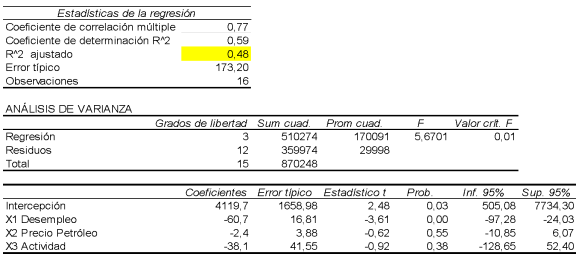 Estadísticas de la regresión
Coeficiente de correlación múltiple 0,77
Coeficiente de determinación R^2 0,59
R^2 ajustado 0,48
Error típico 173,20
Observaciones 16
ANÁLISIS DE VARIANZA
Grados de libertad Sum cuad. Prom cuad. F Valor crít. F
Regresión 3 510274 170091 5,6701 0,01
Residuos 12 359974 29998
Total 15 870248
Coeficientes Error típico Estadístico t Prob. Inf. 95% Sup. 95%
Intercepción 4119,7 1658,98 2,48 0,03 505,08 7734,30
X1 Desempleo -60,7 16,81 -3,61 0,00 -97,28 -24,03
X2 Precio Petróleo -2,4 3,88 -0,62 0,55 -10,85 6,07
X3 Actividad -38,1 41,55 -0,92 0,38 -128,65 52,40